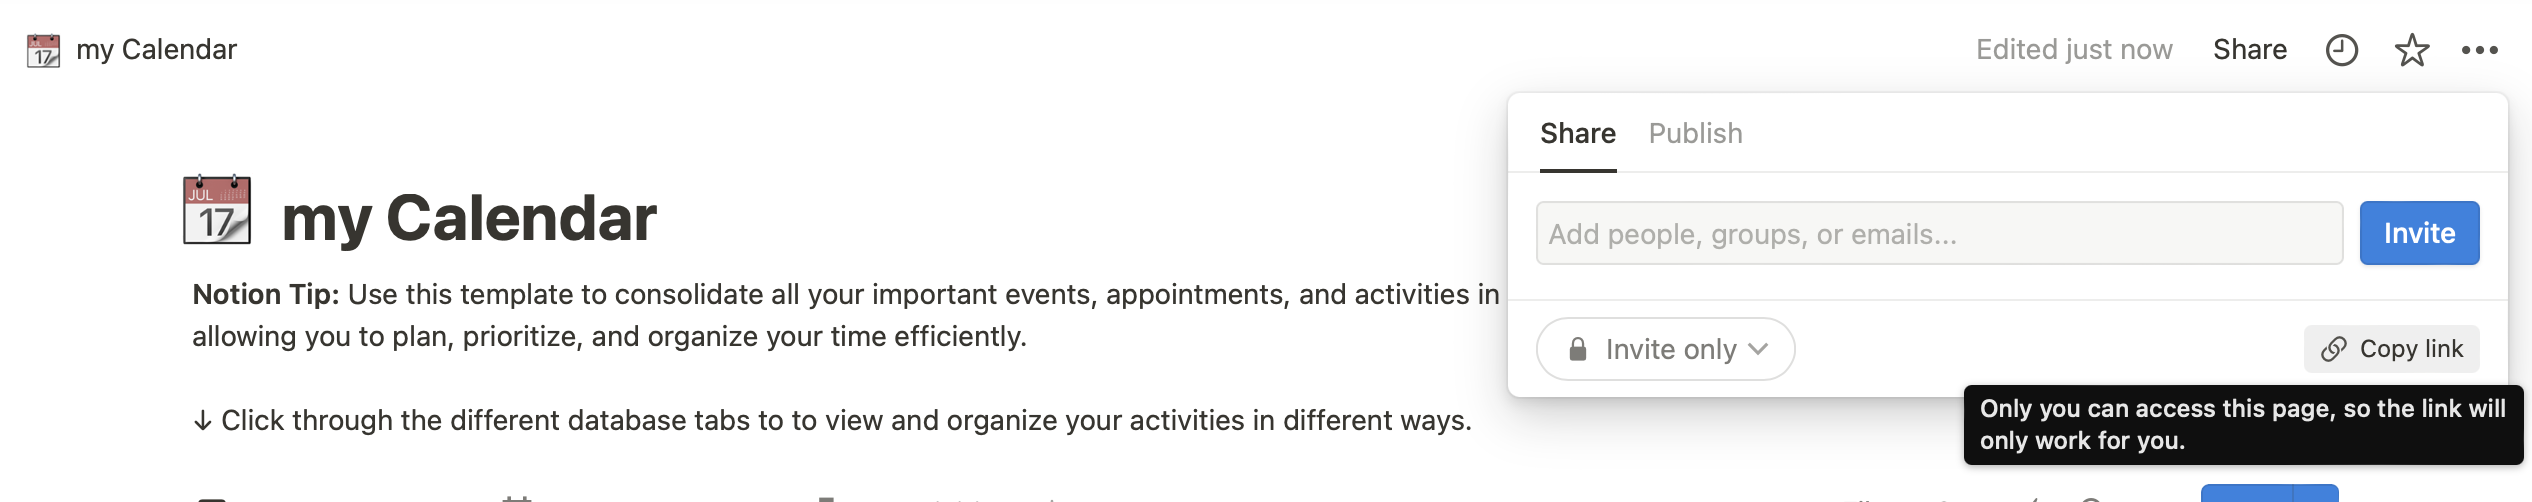 JUL 17 my Calendar
Edited just now Share
Share Publish
JUL 17 my Calendar
Add people, groups, or emails... Invite
Notion Tip: Use this template to consolidate all your important events, appointments, and activities in
allowing you to plan, prioritize, and organize your time efficiently.
Invite only Copy link
↓ Click through the different database tabs to to view and organize your activities in different ways.
Only you can access this page, so the link will
only work for you.